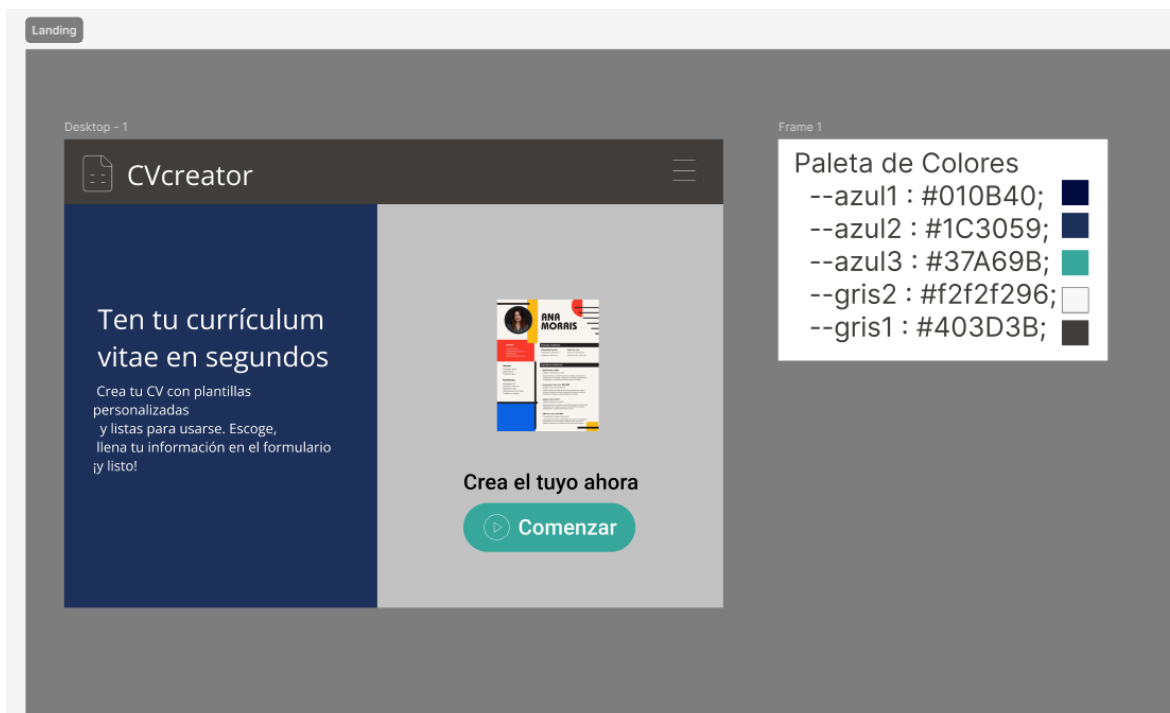 Landing
Desktop - 1
CVcreator
Ten tu currículum
vitae en segundos
Crea tu CV con plantillas
personalizadas
y listas para usarse. Escoge,
llena tu información en el formulario
¡y listo!
ANA
MORAIS
Crea el tuyo ahora
Comenzar
Frame 1
Paleta de Colores
--azul1 : #010B40;
--azul2 : #1C3059;
--azul3 : #37A69B;
--gris2 : #f2f2f296;
--gris1 : #403D3B;